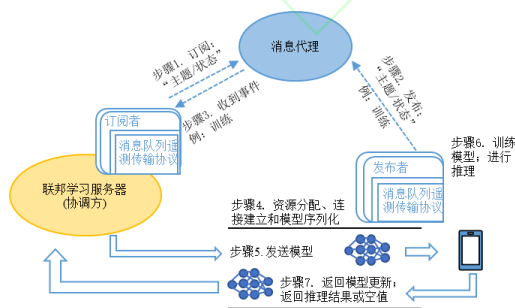 消息代理
步骤1. 订阅:
“主题/状态”
步骤3. 收到事件
例: 训练
步骤2. 发布:
“主题/状态”
例: 训练
订阅者
消息队列遥
测传输协议
联邦学习服务器
(协调方)
发布者
消息队列遥
测传输协议
步骤6. 训练
模型; 进行
推理
步骤4. 资源分配、连
接建立和模型序列化
步骤5. 发送模型
步骤7. 返回模型更新;
返回推理结果或空值